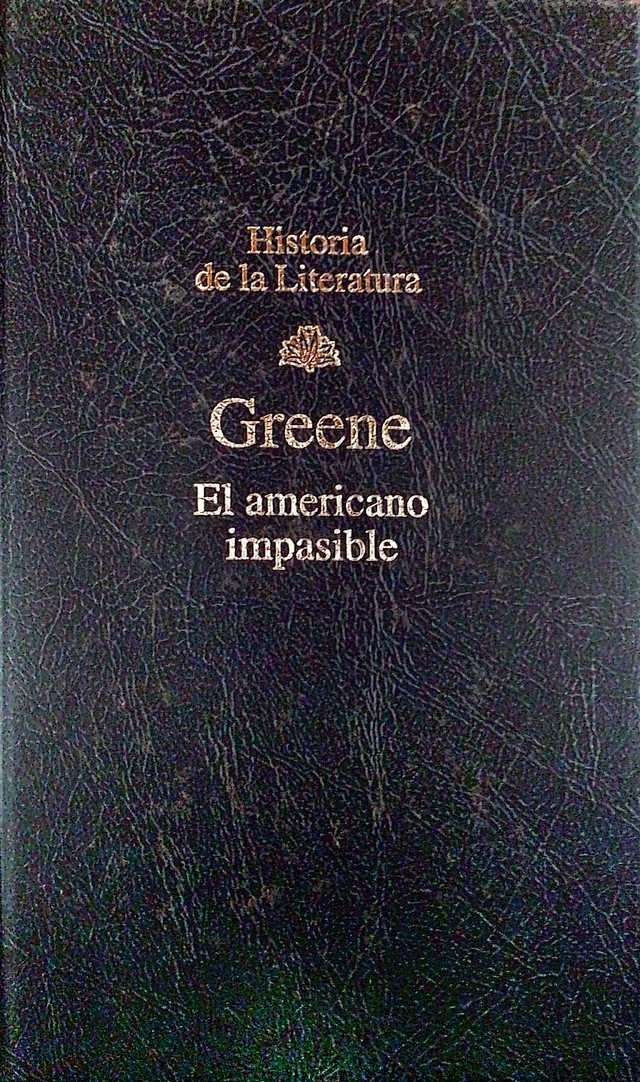 Historia
de la Literatura
Greene
El americano
impasible